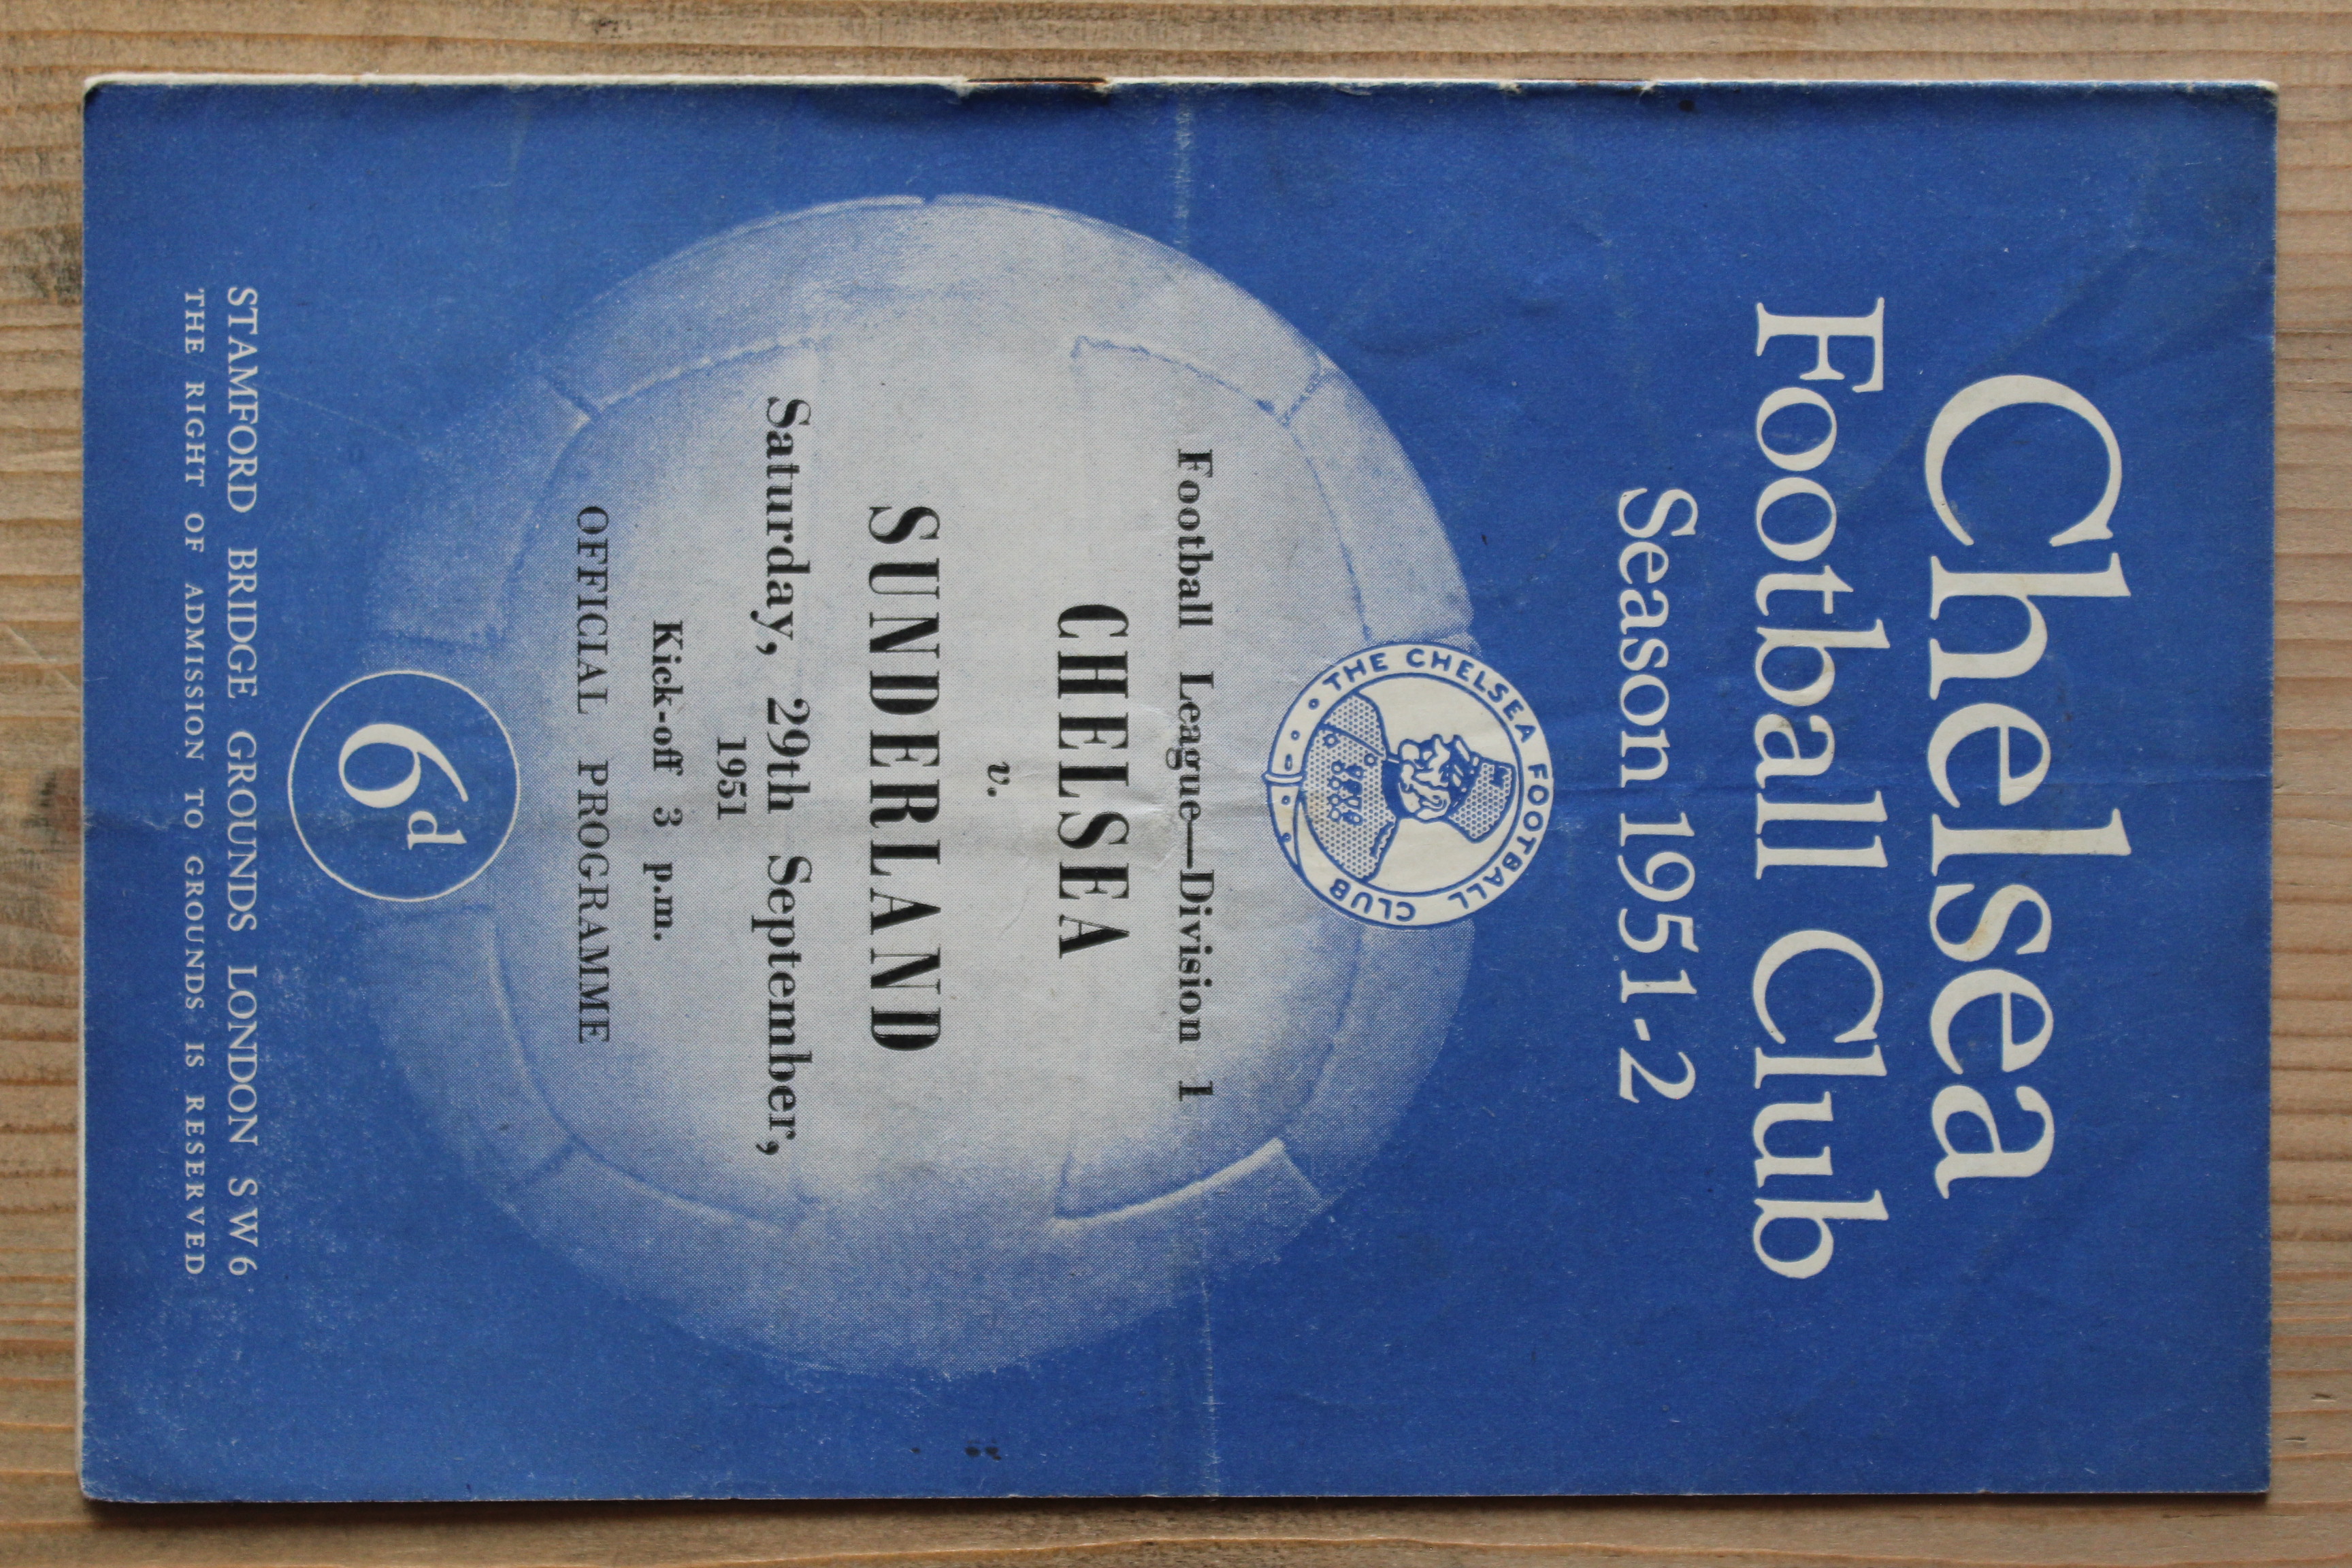 Chelsea
Football Club
Season 1951-2
THE CHELSEA FOOTBALL CLUB
Football League—Division 1
CHELSEA
v.
SUNDERLAND
Saturday, 29th September,
1951
Kick-off 3 p.m.
OFFICIAL PROGRAMME
6d
STAMFORD BRIDGE GROUNDS LONDON SW6
THE RIGHT OF ADMISSION TO GROUNDS IS RESERVED